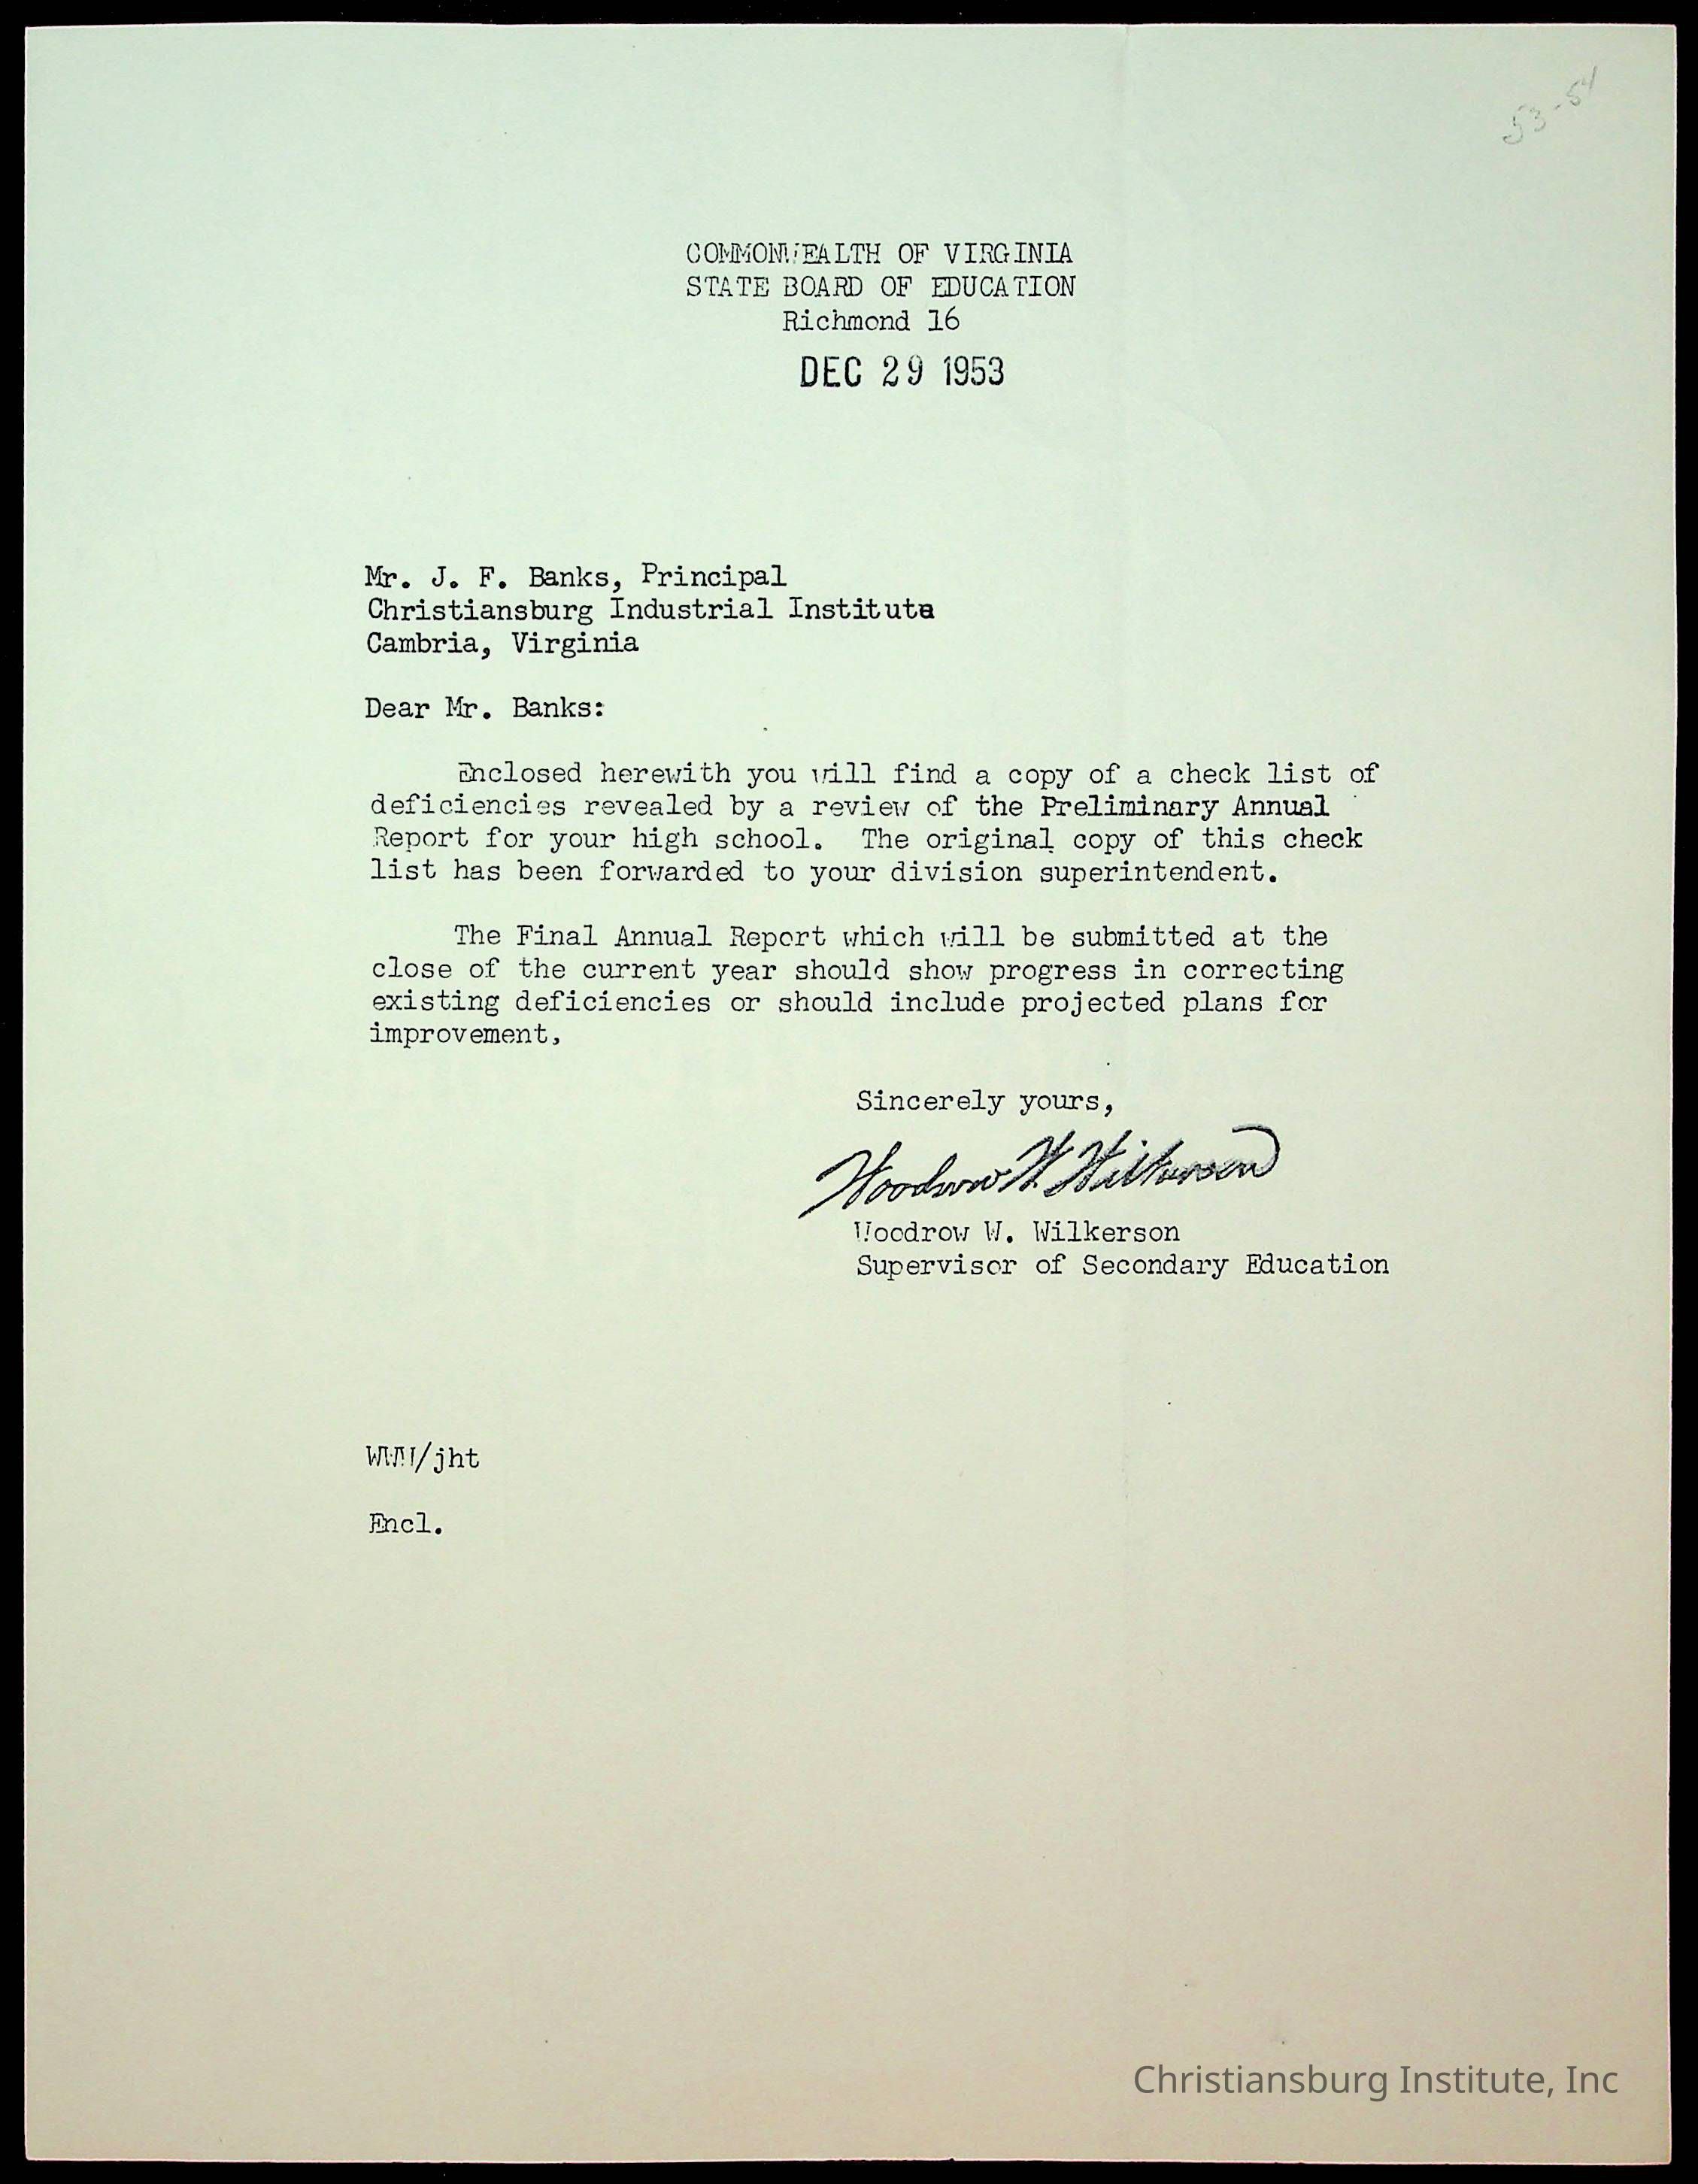 53-54
COMMONWEALTH OF VIRGINIA
STATE BOARD OF EDUCATION
Richmond 16
DEC 29 1953
Mr. J. F. Banks, Principal
Christiansburg Industrial Institute
Cambria, Virginia
Dear Mr. Banks:
Enclosed herewith you will find a copy of a check list of
deficiencies revealed by a review of the Preliminary Annual
Report for your high school. The original copy of this check
list has been forwarded to your division superintendent.
The Final Annual Report which will be submitted at the
close of the current year should show progress in correcting
existing deficiencies or should include projected plans for
improvement,
Sincerely yours,
Woodrow W. Wilkerson
Woodrow W. Wilkerson
Supervisor of Secondary Education
WWW/jht
Encl.
Christiansburg Institute, Inc